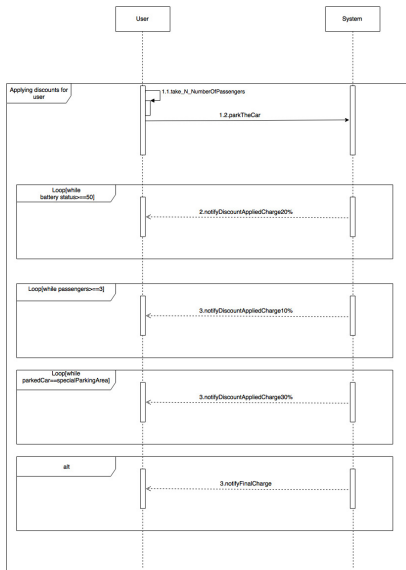 User
System
Applying discounts for
user
1.1.take_N_NumberOfPassengers
1.2.parkTheCar
Loop[while
battery status>==50]
2.notifyDiscountAppliedCharge20%
Loop[while passengers>==3]
3.notifyDiscountAppliedCharge10%
Loop[while
parkedCar==specialParkingArea]
3.notifyDiscountAppliedCharge30%
alt
3.notifyFinalCharge